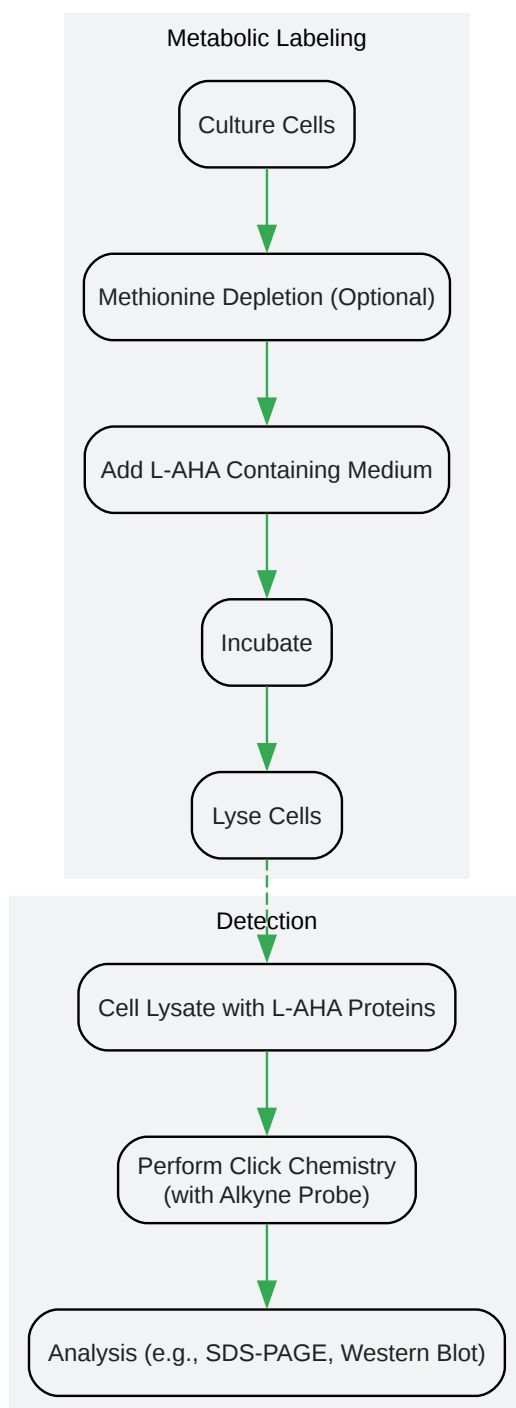 Metabolic Labeling
Culture Cells
Methionine Depletion (Optional)
Add L-AHA Containing Medium
Incubate
Lyse Cells
Detection
Cell Lysate with L-AHA Proteins
Perform Click Chemistry
(with Alkyne Probe)
Analysis (e.g., SDS-PAGE, Western Blot)